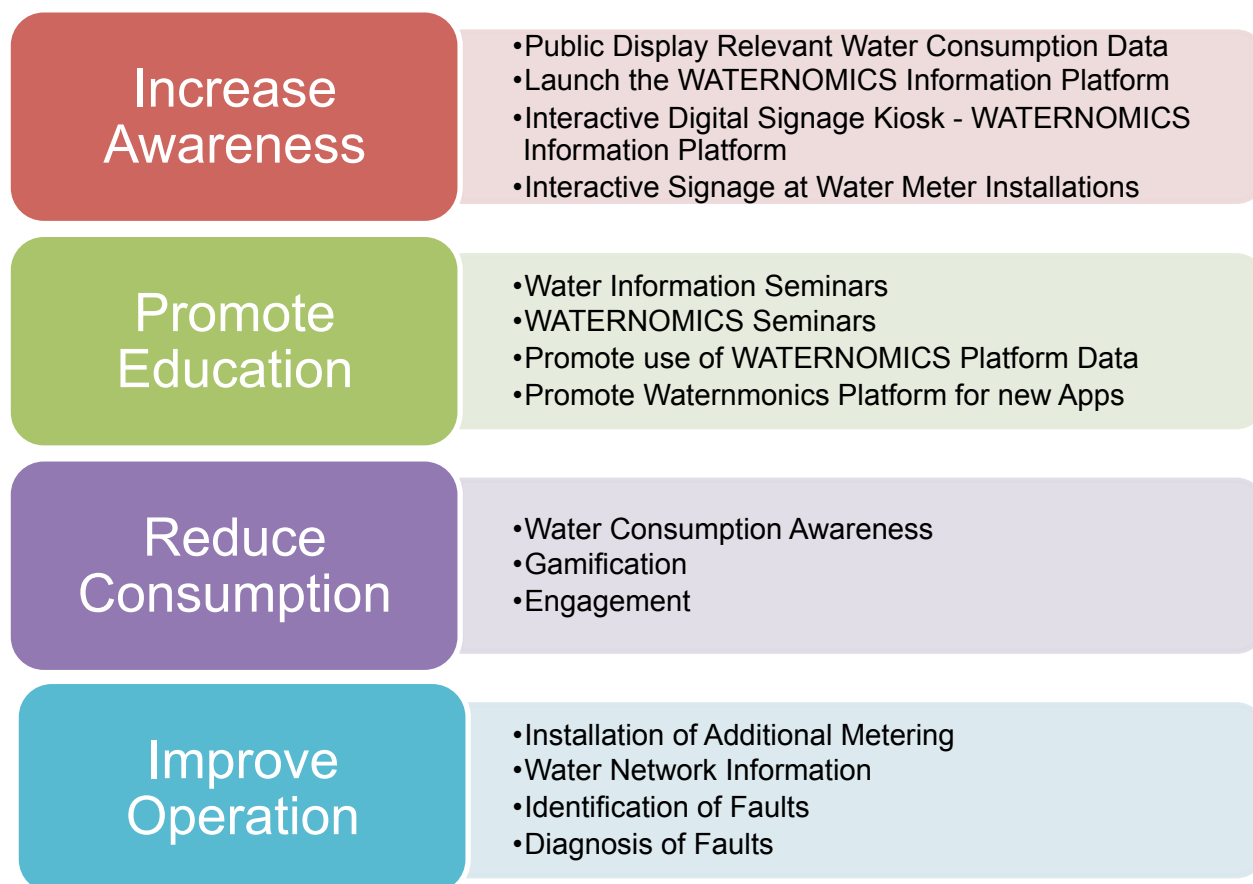 Increase
Awareness
•Public Display Relevant Water Consumption Data
•Launch the WATERNOMICS Information Platform
•Interactive Digital Signage Kiosk - WATERNOMICS
Information Platform
•Interactive Signage at Water Meter Installations
Promote
Education
•Water Information Seminars
•WATERNOMICS Seminars
•Promote use of WATERNOMICS Platform Data
•Promote Waternmonics Platform for new Apps
Reduce
Consumption
•Water Consumption Awareness
•Gamification
•Engagement
Improve
Operation
•Installation of Additional Metering
•Water Network Information
•Identification of Faults
•Diagnosis of Faults